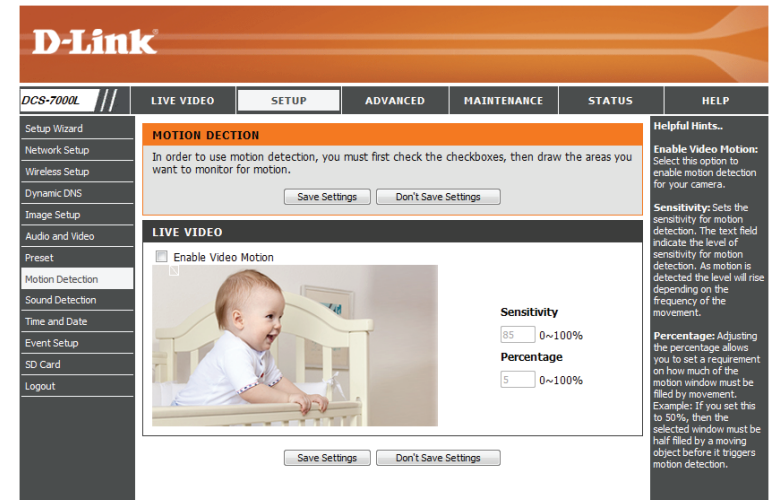 D-Link
DCS-7000L
LIVE VIDEO
SETUP
ADVANCED
MAINTENANCE
STATUS
HELP
Setup Wizard
Network Setup
Wireless Setup
Dynamic DNS
Image Setup
Audio and Video
Preset
Motion Detection
Sound Detection
Time and Date
Event Setup
SD Card
Logout
MOTION DECTION
In order to use motion detection, you must first check the checkboxes, then draw the areas you
want to monitor for motion.
Save Settings
Don't Save Settings
LIVE VIDEO
Enable Video Motion
Sensitivity
85 0~100%
Percentage
5 0~100%
Save Settings
Don't Save Settings
Helpful Hints..
Enable Video Motion:
Select this option to
enable motion detection
for your camera.
Sensitivity: Sets the
sensitivity for motion
detection. The text field
indicate the level of
sensitivity for motion
detection. As motion is
detected the level will rise
depending on the
frequency of the
movement.
Percentage: Adjusting
the percentage allows
you to set a requirement
on how much of the
motion window must be
filled by movement.
Example: If you set this
to 50%, then the
selected window must be
half filled by a moving
object before it triggers
motion detection.